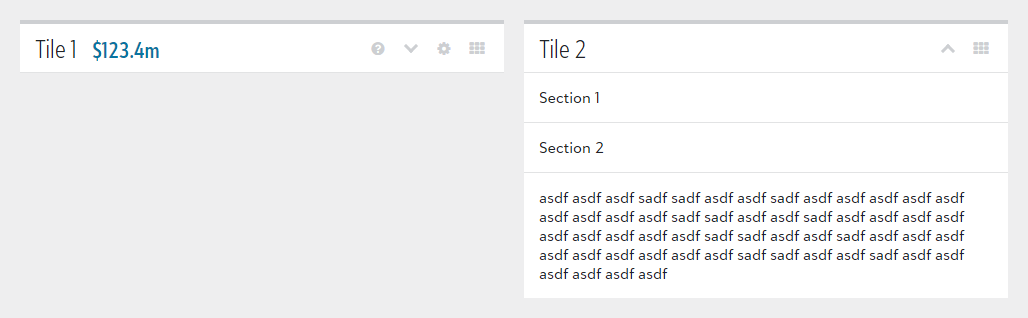 Tile 1 $123.4m
Tile 2
Section 1
Section 2
asdf asdf asdf sadf sadf asdf asdf sadf asdf asdf asdf asdf asdf
asdf asdf asdf asdf sadf sadf asdf asdf sadf asdf asdf asdf asdf
asdf asdf asdf asdf asdf sadf sadf asdf asdf sadf asdf asdf asdf
asdf asdf asdf asdf asdf asdf sadf sadf asdf asdf sadf asdf asdf
asdf asdf asdf asdf